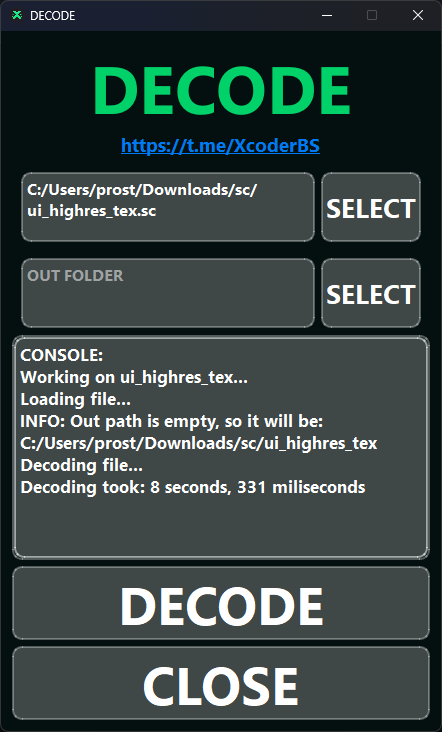 DECODE
DECODE
https://t.me/XcoderBS
C:/Users/prost/Downloads/sc/
ui_highres_tex.sc
SELECT
OUT FOLDER
SELECT
CONSOLE:
Working on ui_highres_tex...
Loading file...
INFO: Out path is empty, so it will be:
C:/Users/prost/Downloads/sc/ui_highres_tex
Decoding file...
Decoding took: 8 seconds, 331 miliseconds
DECODE
CLOSE